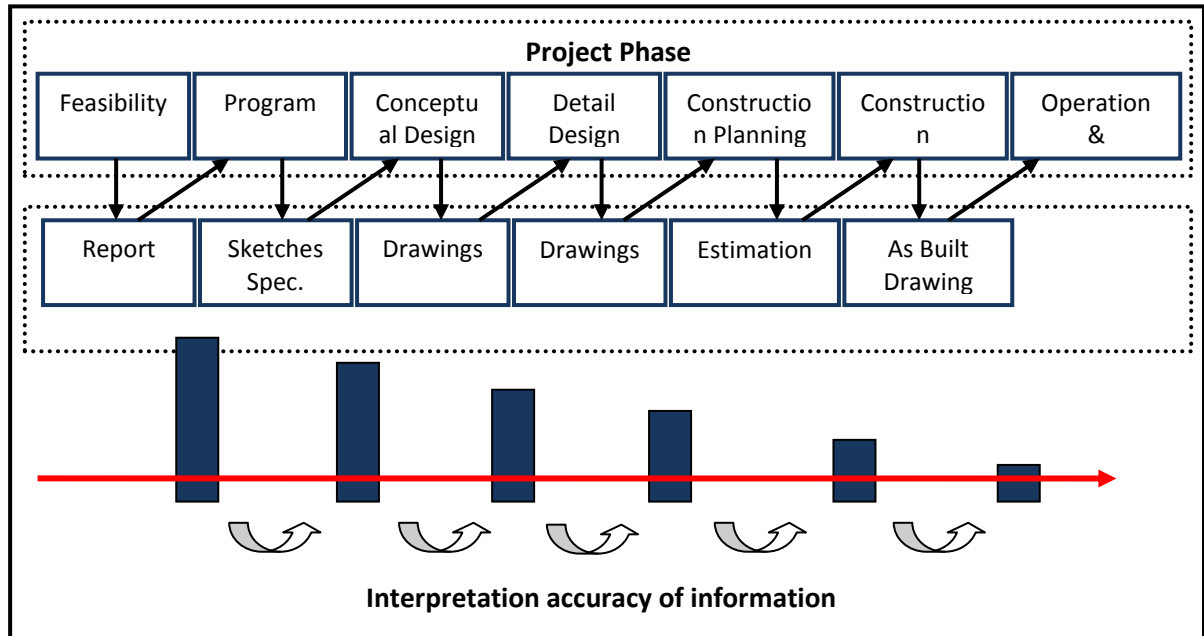 Project Phase
Feasibility
Program
Conceptu
al Design
Detail
Design
Constructio
n Planning
Constructio
n
Operation
&
Report
Sketches
Spec.
Drawings
Drawings
Estimation
As Built
Drawing
Interpretation accuracy of information